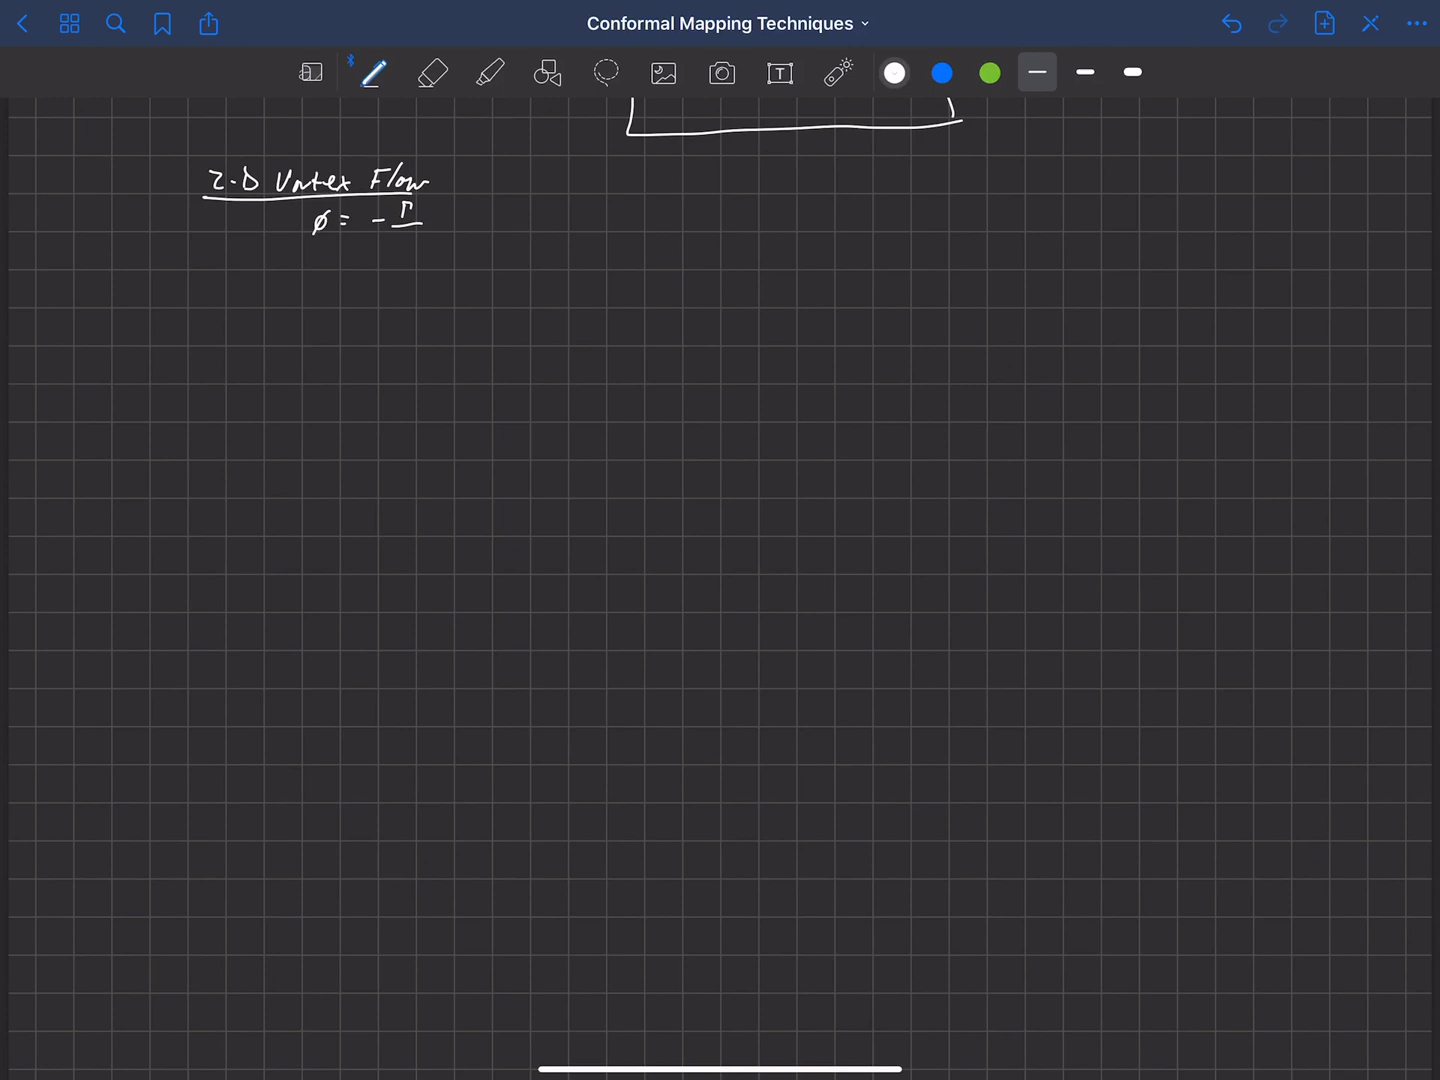 Conformal Mapping Techniques
T
2-D Vortex Flow
ø = - Γ